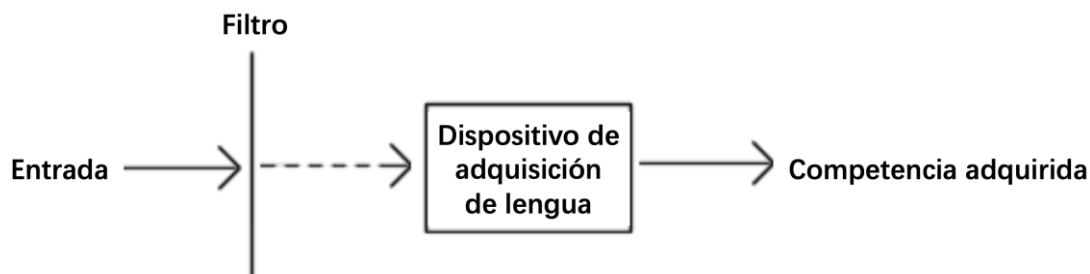 Filtro
Entrada
Dispositivo de
adquisición
de lengua
Competencia adquirida